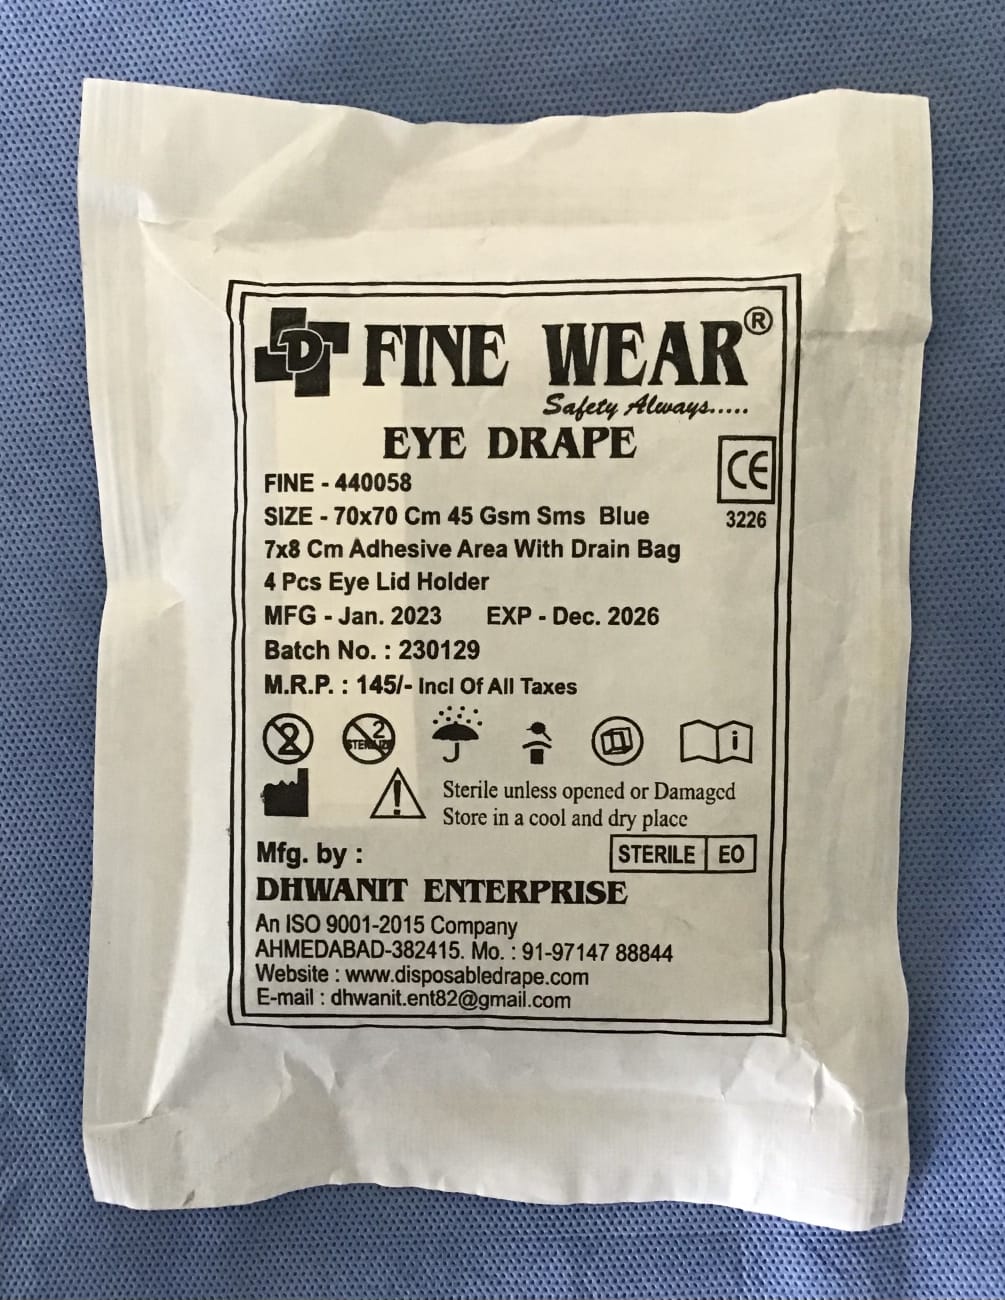 D
FINE WEAR®
Safety Always.....
EYE DRAPE
FINE - 440058
CE
SIZE - 70x70 Cm 45 Gsm Sms Blue
3226
7x8 Cm Adhesive Area With Drain Bag
4 Pcs Eye Lid Holder
MFG - Jan. 2023 EXP - Dec. 2026
Batch No. : 230129
M.R.P. : 145/- Incl Of All Taxes
2 2 STERILIZE i
! Sterile unless opened or Damaged
Store in a cool and dry place
Mfg. by : STERILE EO
DHWANIT ENTERPRISE
An ISO 9001-2015 Company
AHMEDABAD-382415. Mo. : 91-97147 88844
Website : www.disposabledrape.com
E-mail : dhwanit.ent82@gmail.com